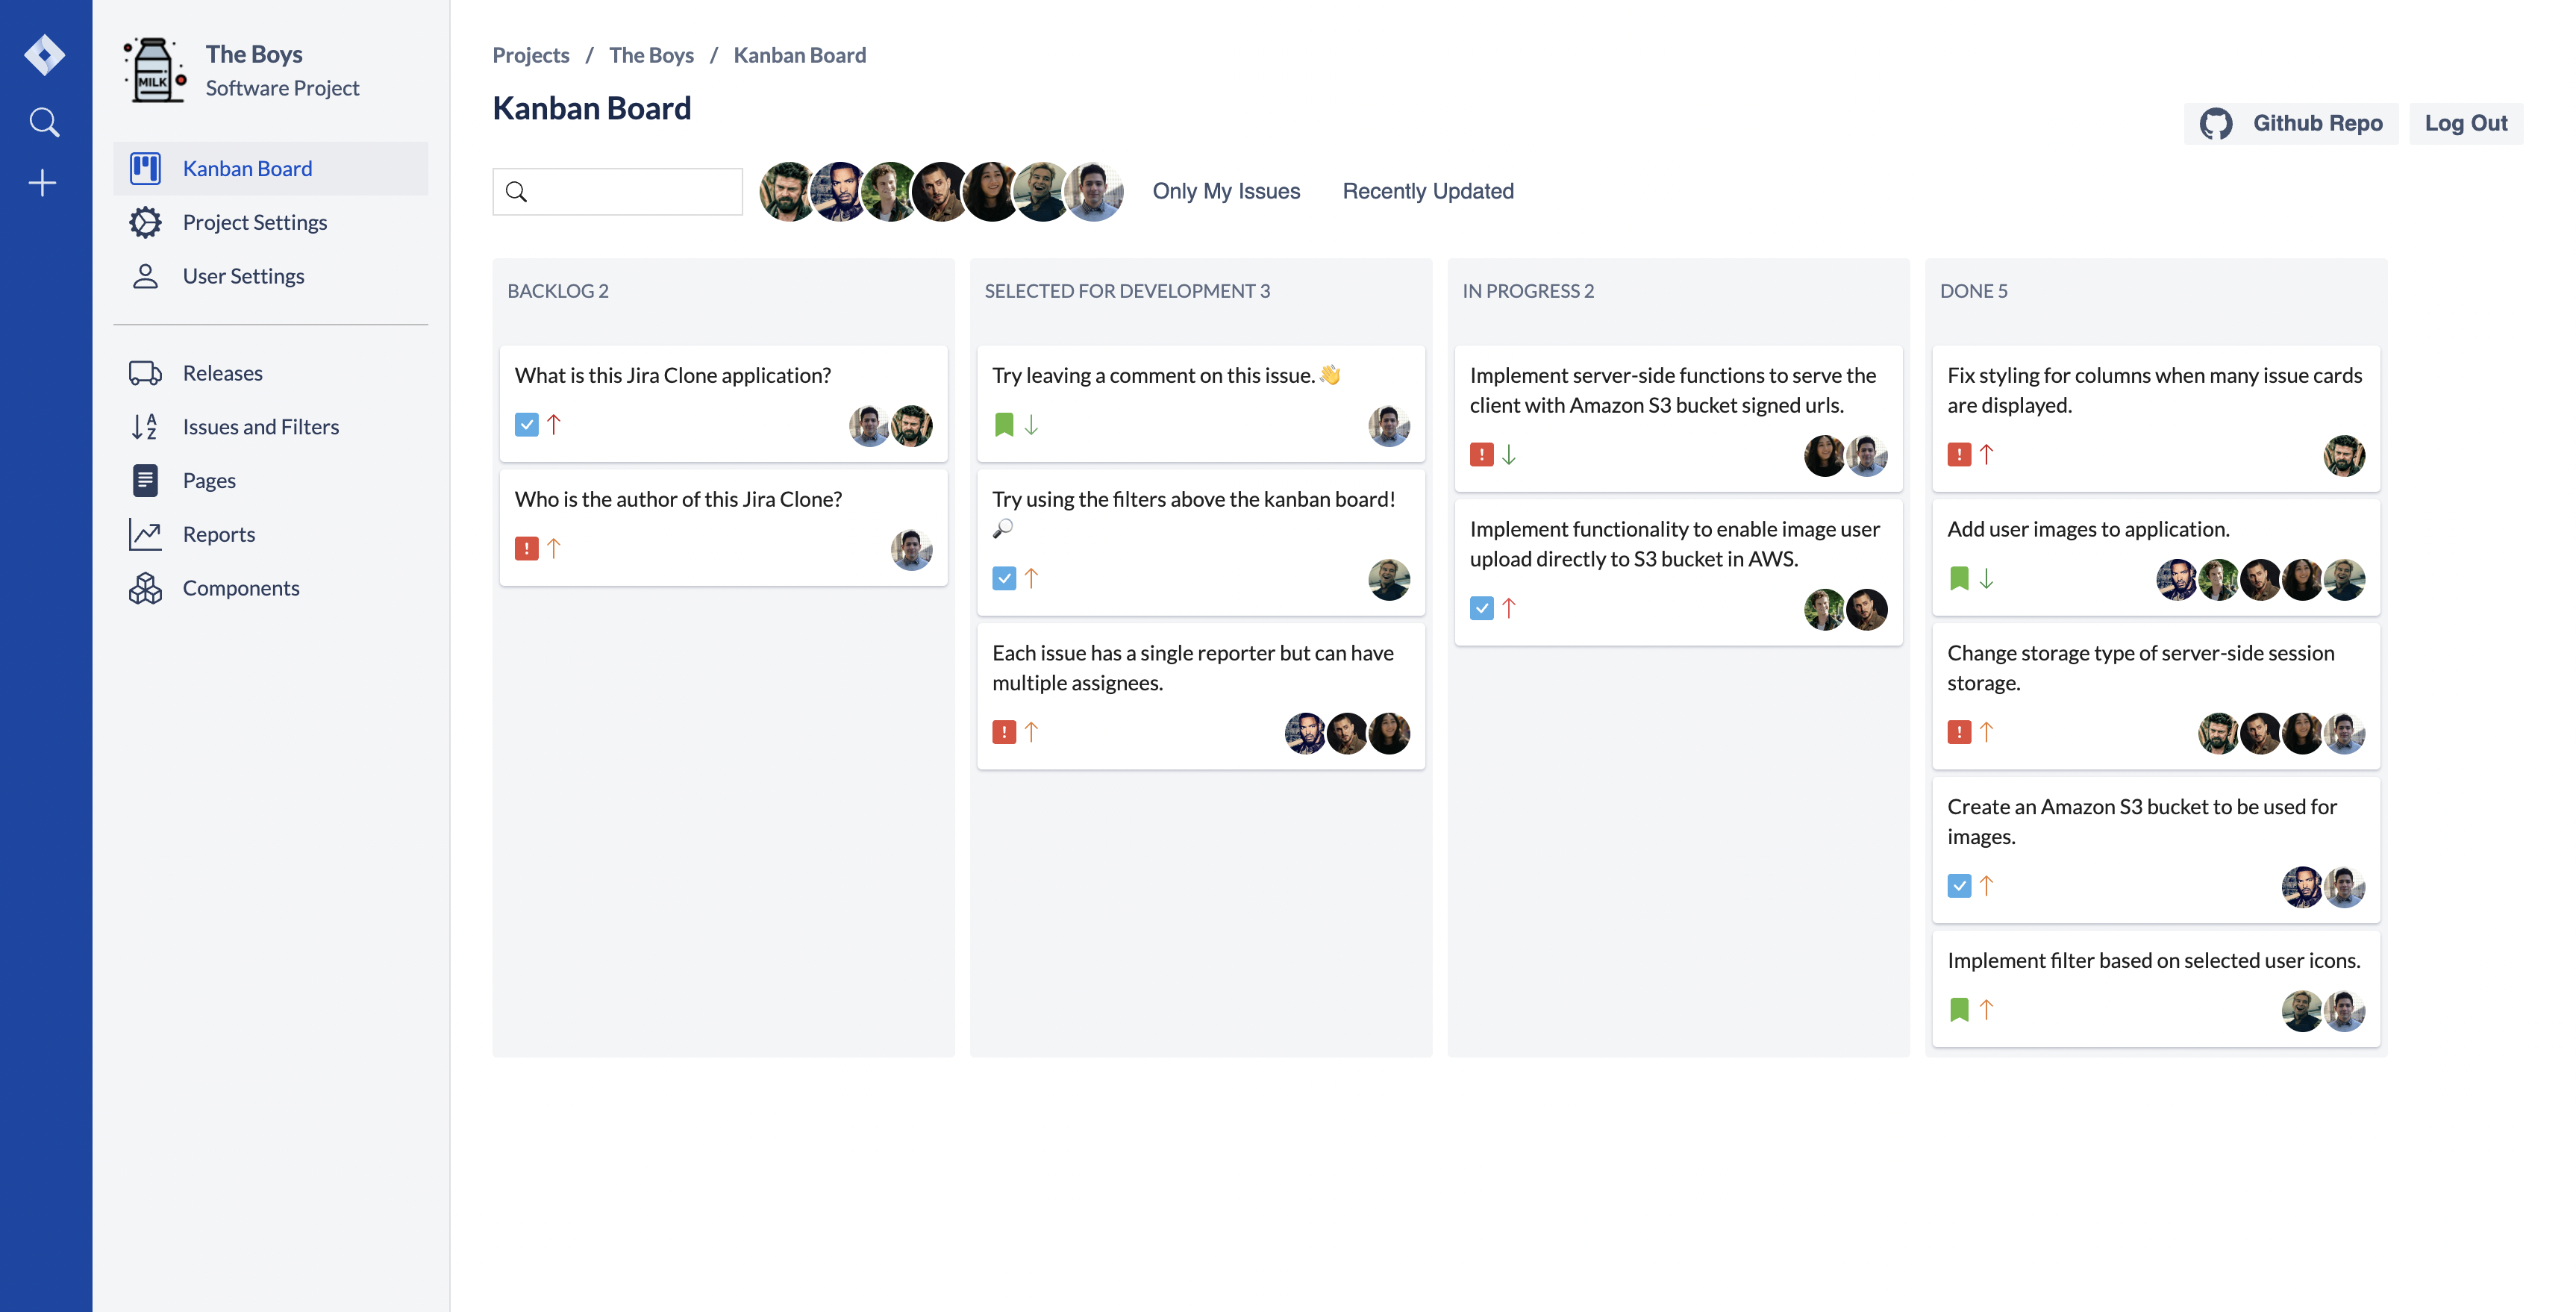 The Boys
Software Project
MILK
Kanban Board
Project Settings
User Settings
Releases
A
Z
Issues and Filters
Pages
Reports
Components
Projects / The Boys / Kanban Board
Kanban Board
Github Repo
Log Out
Only My Issues
Recently Updated
BACKLOG 2
What is this Jira Clone application?
Who is the author of this Jira Clone?
SELECTED FOR DEVELOPMENT 3
Try leaving a comment on this issue. 👋
Try using the filters above the kanban board!
🔎
Each issue has a single reporter but can have
multiple assignees.
IN PROGRESS 2
Implement server-side functions to serve the
client with Amazon S3 bucket signed urls.
Implement functionality to enable image user
upload directly to S3 bucket in AWS.
DONE 5
Fix styling for columns when many issue cards
are displayed.
Add user images to application.
Change storage type of server-side session
storage.
Create an Amazon S3 bucket to be used for
images.
Implement filter based on selected user icons.